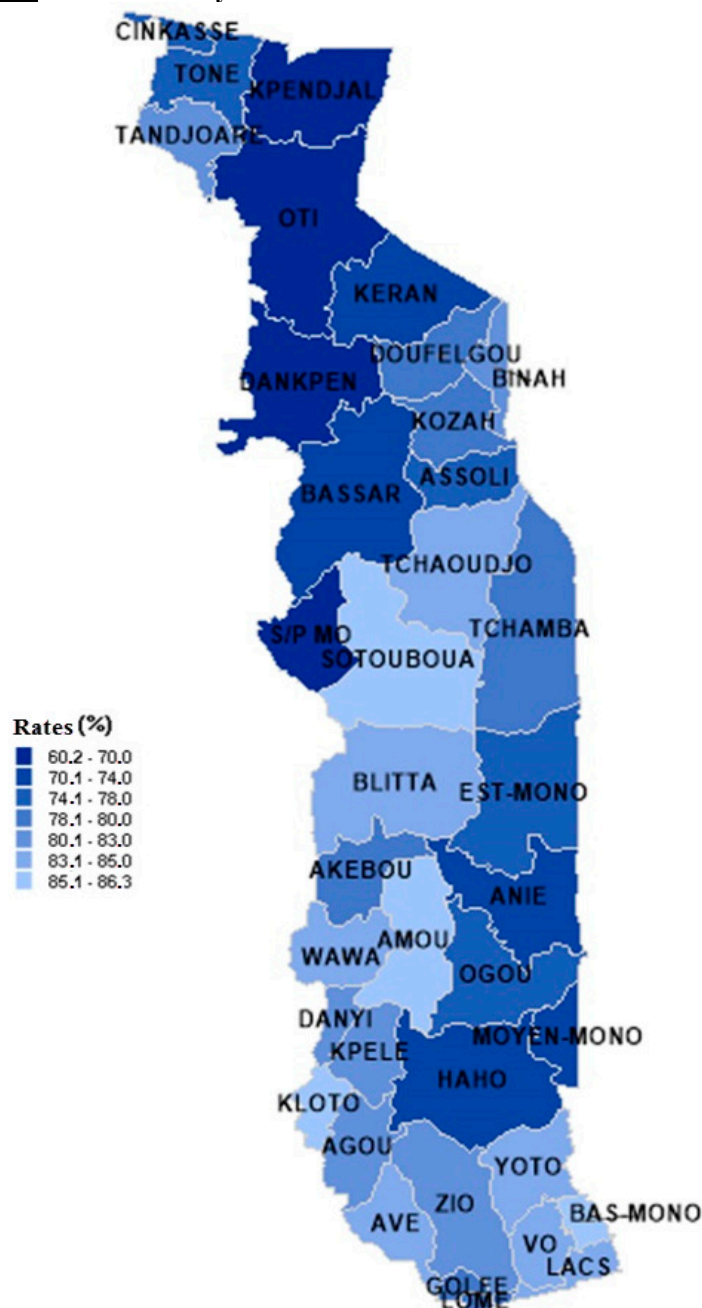 CINKASSE
TONE
KPENDJAL
TANDJOARE
OTI
KERAN
DOUFELGOU
DANKPEN
BINAH
KOZAH
ASSOLI
BASSAR
TCHAOUDJO
TCHAMBA
S/P MO
SOTOUBOUA
Rates (%)
60.2 - 70.0
70.1 - 74.0
74.1 - 78.0
78.1 - 80.0
80.1 - 83.0
83.1 - 85.0
85.1 - 86.3
BLITTA
EST-MONO
AKEBOU
ANIE
AMOU
WAWA
OGOU
DANYI
MOYEN-MONO
KPELE
HAHO
KLOTO
AGOU
YOTO
ZIO
BAS-MONO
AVE
VO
LACS
GOLFE
LOME